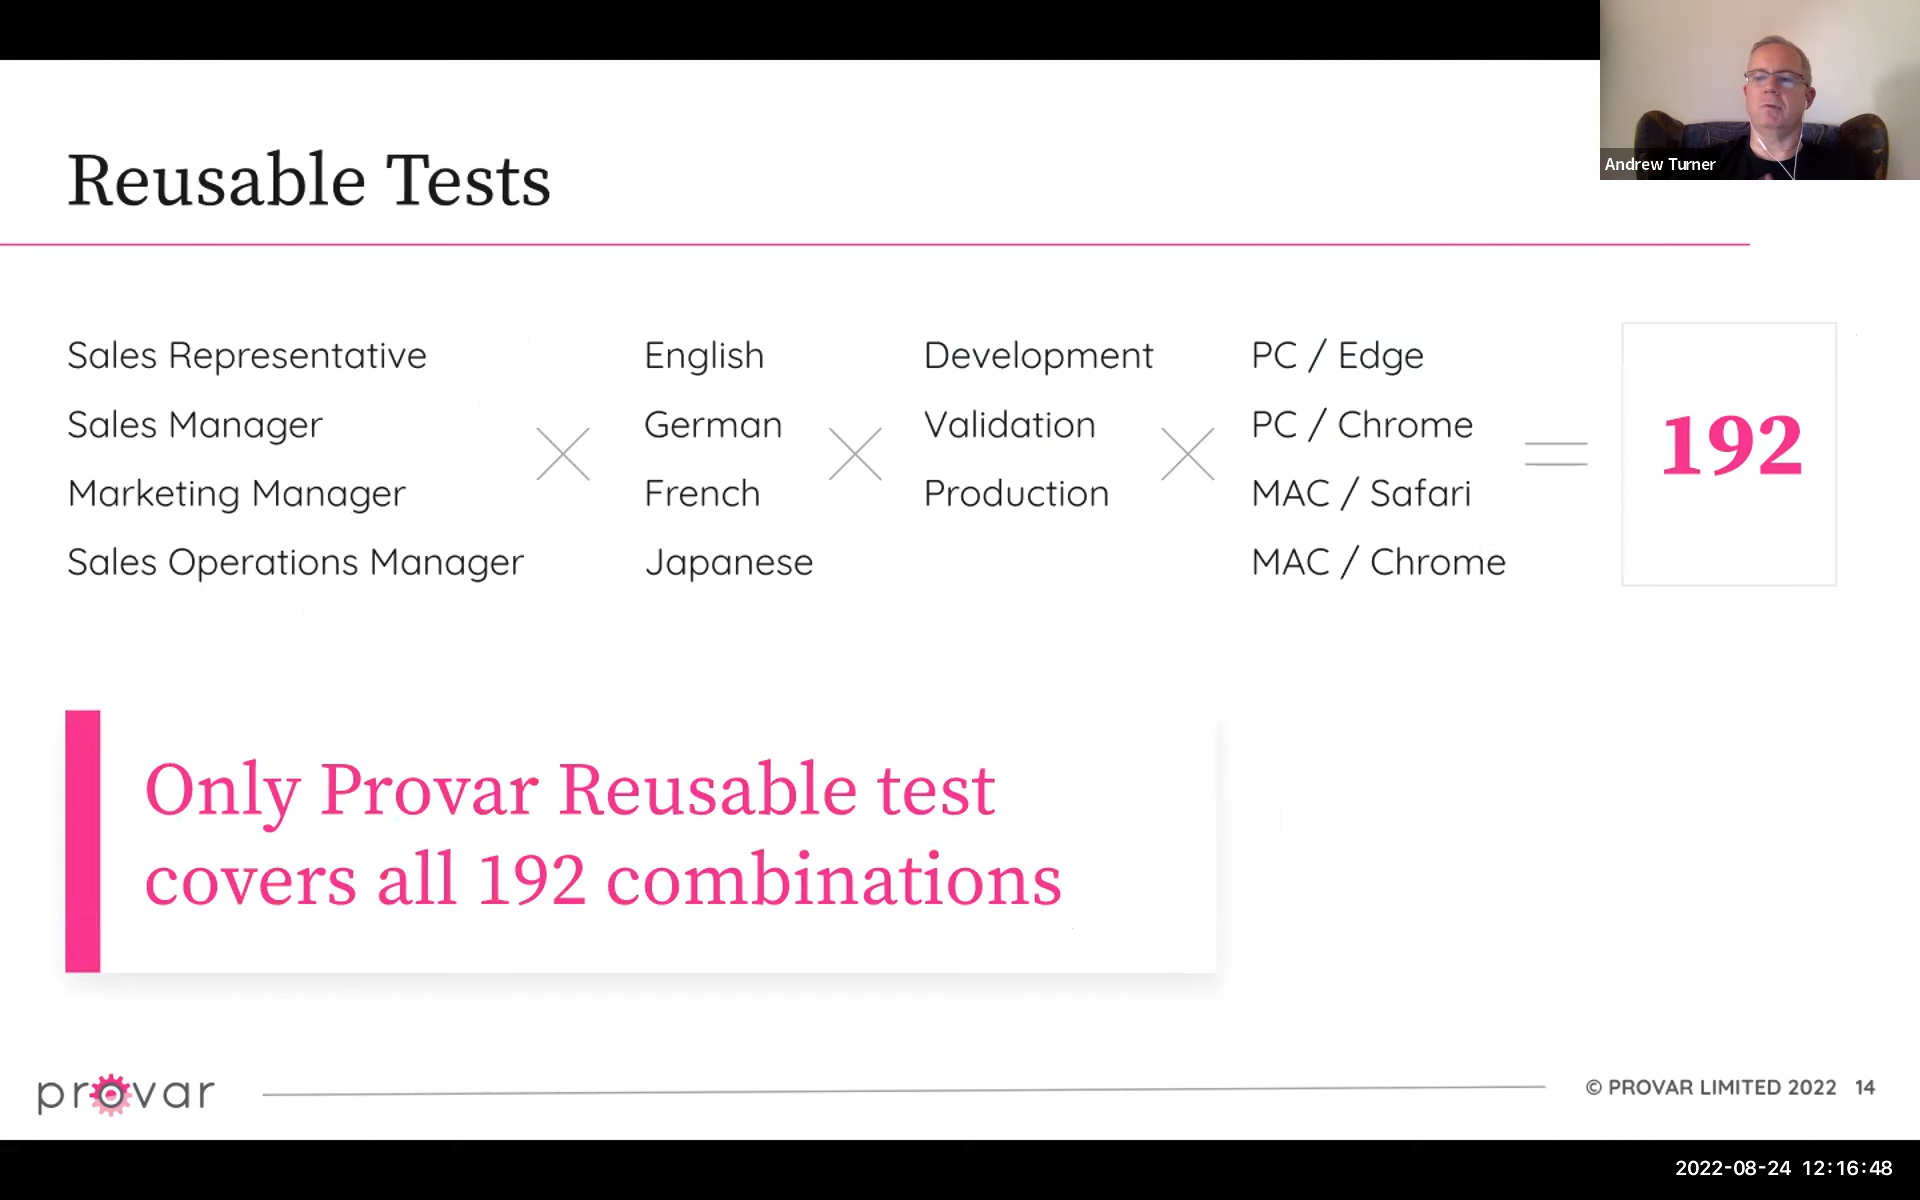 Andrew Turner
Reusable Tests
Sales Representative
Sales Manager
Marketing Manager
Sales Operations Manager
English
German
French
Japanese
Development
Validation
Production
PC / Edge
PC / Chrome
MAC / Safari
MAC / Chrome
192
Only Provar Reusable test
covers all 192 combinations
provar
© PROVAR LIMITED 2022 14
2022-08-24 12:16:48